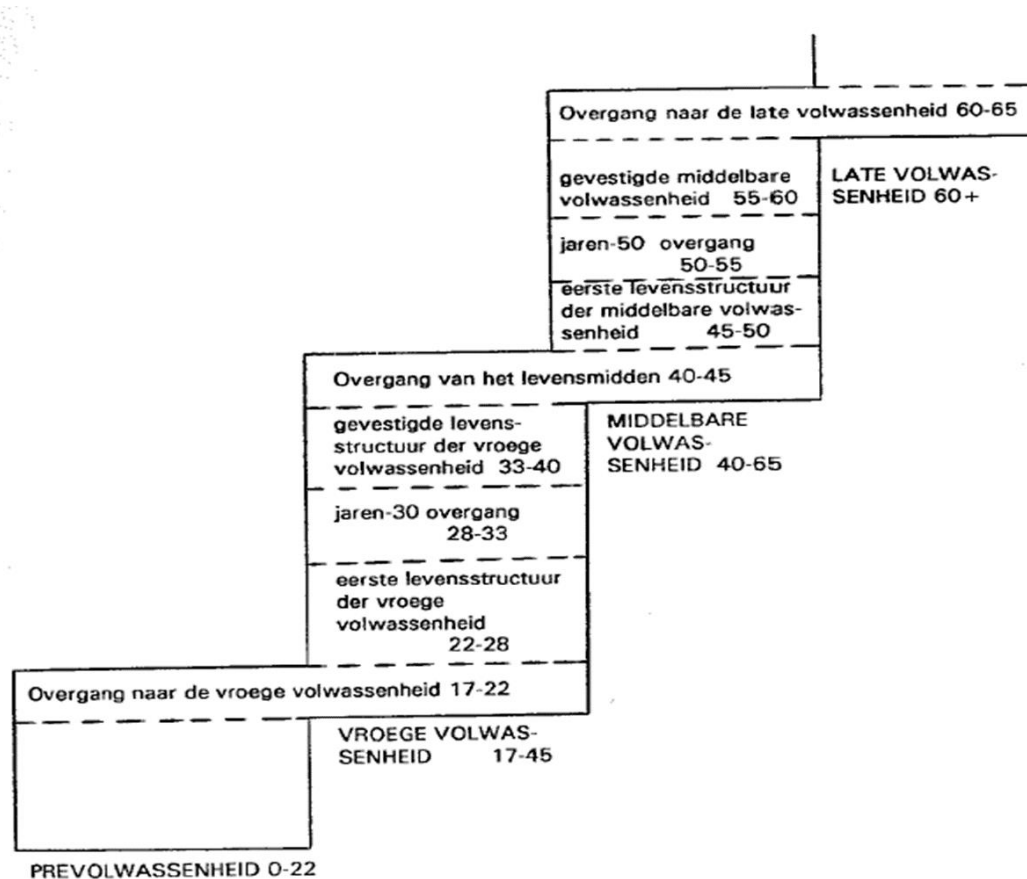 Overgang naar de late volwassenheid 60-65
gevestigde middelbare
volwassenheid 55-60
LATE VOLWAS-
SENHEID 60+
jaren-50 overgang
50-55
eerste levensstructuur
der middelbare volwas-
senheid 45-50
Overgang van het levensmidden 40-45
gevestigde levens-
structuur der vroege
volwassenheid 33-40
MIDDELBARE
VOLWAS-
SENHEID 40-65
jaren-30 overgang
28-33
eerste levensstructuur
der vroege
volwassenheid
22-28
Overgang naar de vroege volwassenheid 17-22
VROEGE VOLWAS-
SENHEID 17-45
PREVOLWASSENHEID 0-22